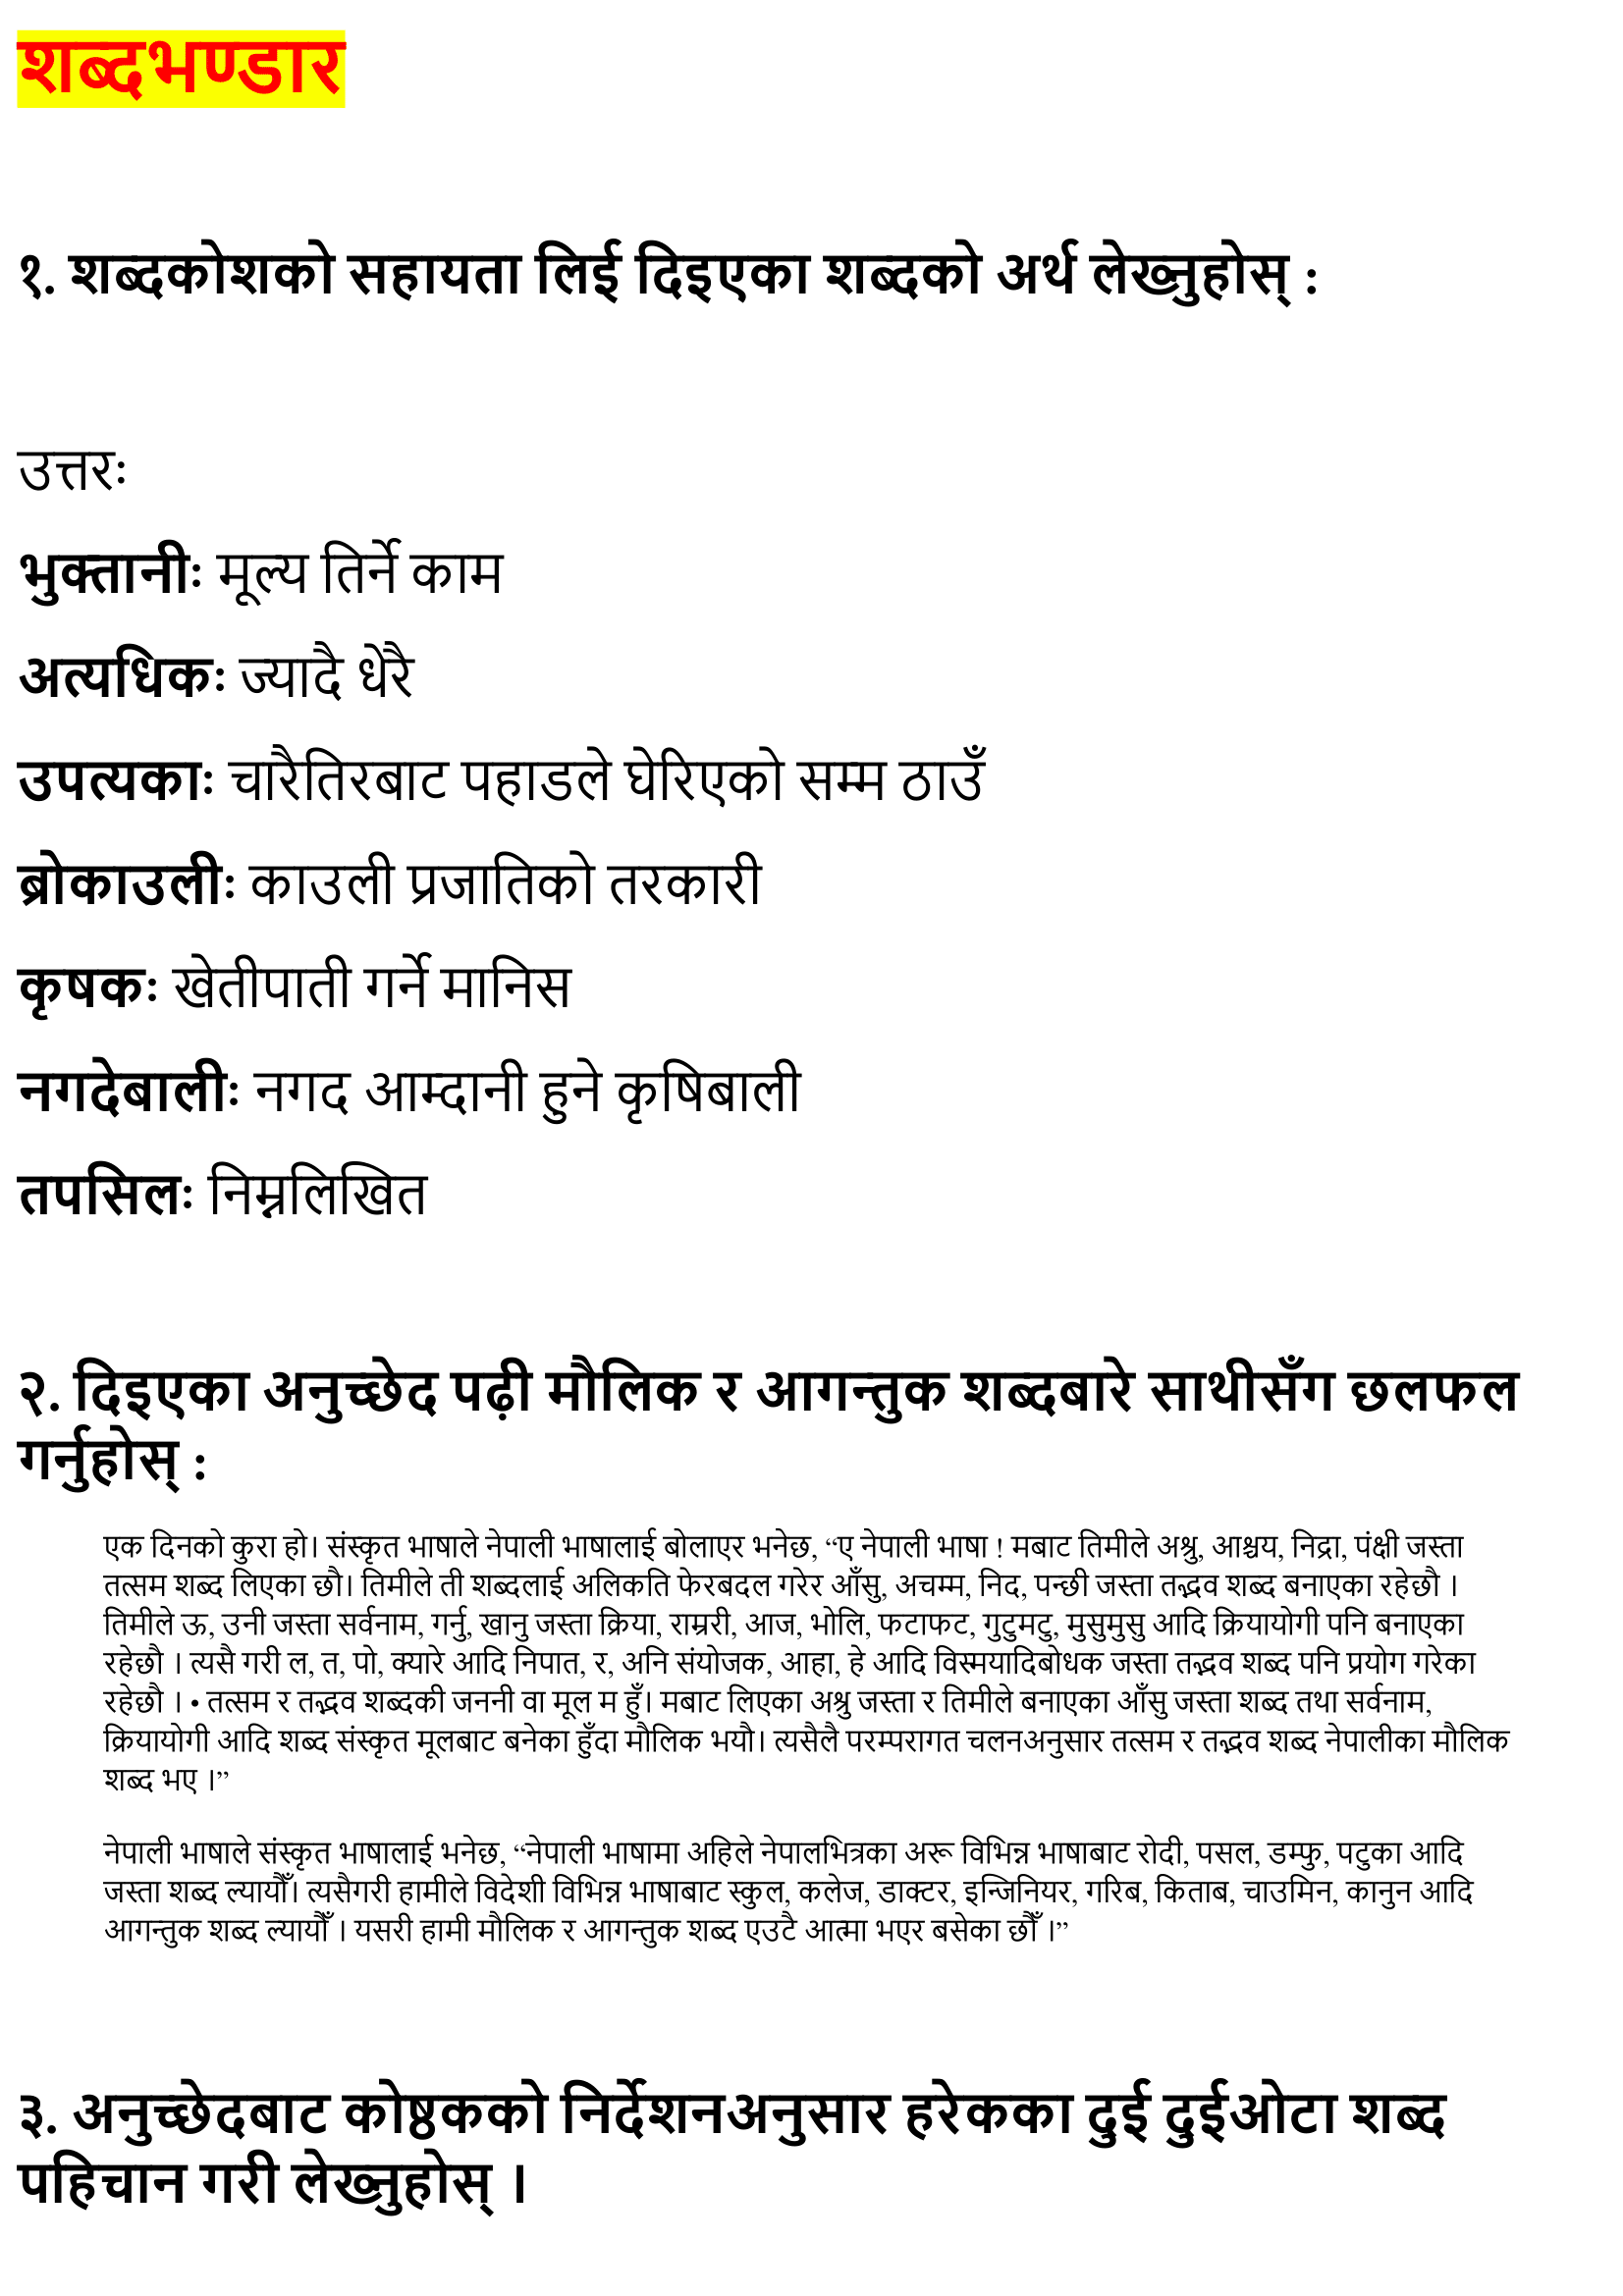 शब्दभण्डार
१. शब्दकोशको सहायता लिई दिइएका शब्दको अर्थ लेख्नुहोस् :
उत्तरः
भुक्तानीः मूल्य तिर्ने काम
अत्यधिकः ज्यादै धेरै
उपत्यकाः चारैतिरबाट पहाडले घेरिएको सम्म ठाउँ
ब्रोकाउलीः काउली प्रजातिको तरकारी
कृषकः खेतीपाती गर्ने मानिस
नगदेबालीः नगद आम्दानी हुने कृषिबाली
तपसिलः निम्नलिखित
२. दिइएका अनुच्छेद पढ़ी मौलिक र आगन्तुक शब्दबारे साथीसँग छलफल
गर्नुहोस् :
एक दिनको कुरा हो। संस्कृत भाषाले नेपाली भाषालाई बोलाएर भनेछ, “ए नेपाली भाषा ! मबाट तिमीले अश्रु, आश्चय, निद्रा, पंक्षी जस्ता
तत्सम शब्द लिएका छौ। तिमीले ती शब्दलाई अलिकति फेरबदल गरेर आँसु, अचम्म, निद, पन्छी जस्ता तद्भव शब्द बनाएका रहेछौ ।
तिमीले ऊ, उनी जस्ता सर्वनाम, गर्नु, खानु जस्ता क्रिया, राम्ररी, आज, भोलि, फटाफट, गुटुमटु, मुसुमुसु आदि क्रियायोगी पनि बनाएका
रहेछौ । त्यसै गरी ल, त, पो, क्यारे आदि निपात, र, अनि संयोजक, आहा, हे आदि विस्मयादिबोधक जस्ता तद्भव शब्द पनि प्रयोग गरेका
रहेछौ । • तत्सम र तद्भव शब्दकी जननी वा मूल म हुँ। मबाट लिएका अश्रु जस्ता र तिमीले बनाएका आँसु जस्ता शब्द तथा सर्वनाम,
क्रियायोगी आदि शब्द संस्कृत मूलबाट बनेका हुँदा मौलिक भयौ। त्यसैलै परम्परागत चलनअनुसार तत्सम र तद्भव शब्द नेपालीका मौलिक
शब्द भए ।”
नेपाली भाषाले संस्कृत भाषालाई भनेछ, “नेपाली भाषामा अहिले नेपालभित्रका अरू विभिन्न भाषाबाट रोदी, पसल, डम्फु, पटुका आदि
जस्ता शब्द ल्यायौँ। त्यसैगरी हामीले विदेशी विभिन्न भाषाबाट स्कुल, कलेज, डाक्टर, इन्जिनियर, गरिब, किताब, चाउमिन, कानुन आदि
आगन्तुक शब्द ल्यायौँ । यसरी हामी मौलिक र आगन्तुक शब्द एउटै आत्मा भएर बसेका छौँ ।”
३. अनुच्छेदबाट कोष्ठकको निर्देशनअनुसार हरेकका दुई दुईओटा शब्द
पहिचान गरी लेख्नुहोस् ।